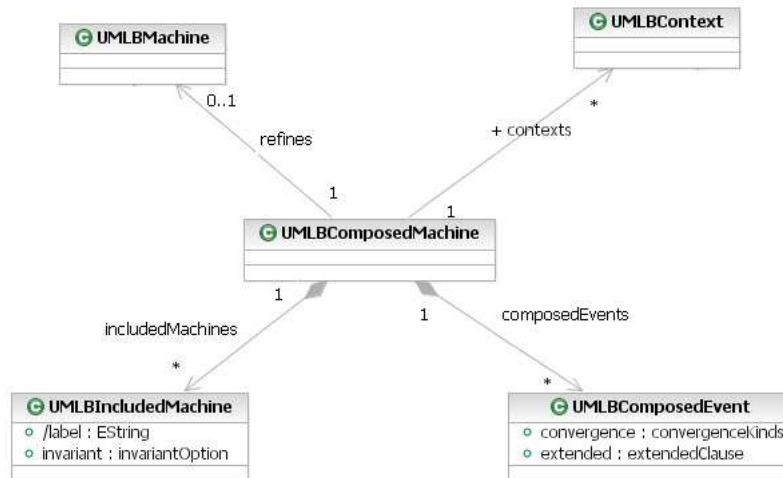 UMLBMachine
UMLBContext
0..1
*
refines
+ contexts
1
1
UMLBComposedMachine
1
1
includedMachines
composedEvents
*
*
UMLBIncludedMachine
/label : EString
invariant : invariantOption
UMLBComposedEvent
convergence : convergenceKinds
extended : extendedClause